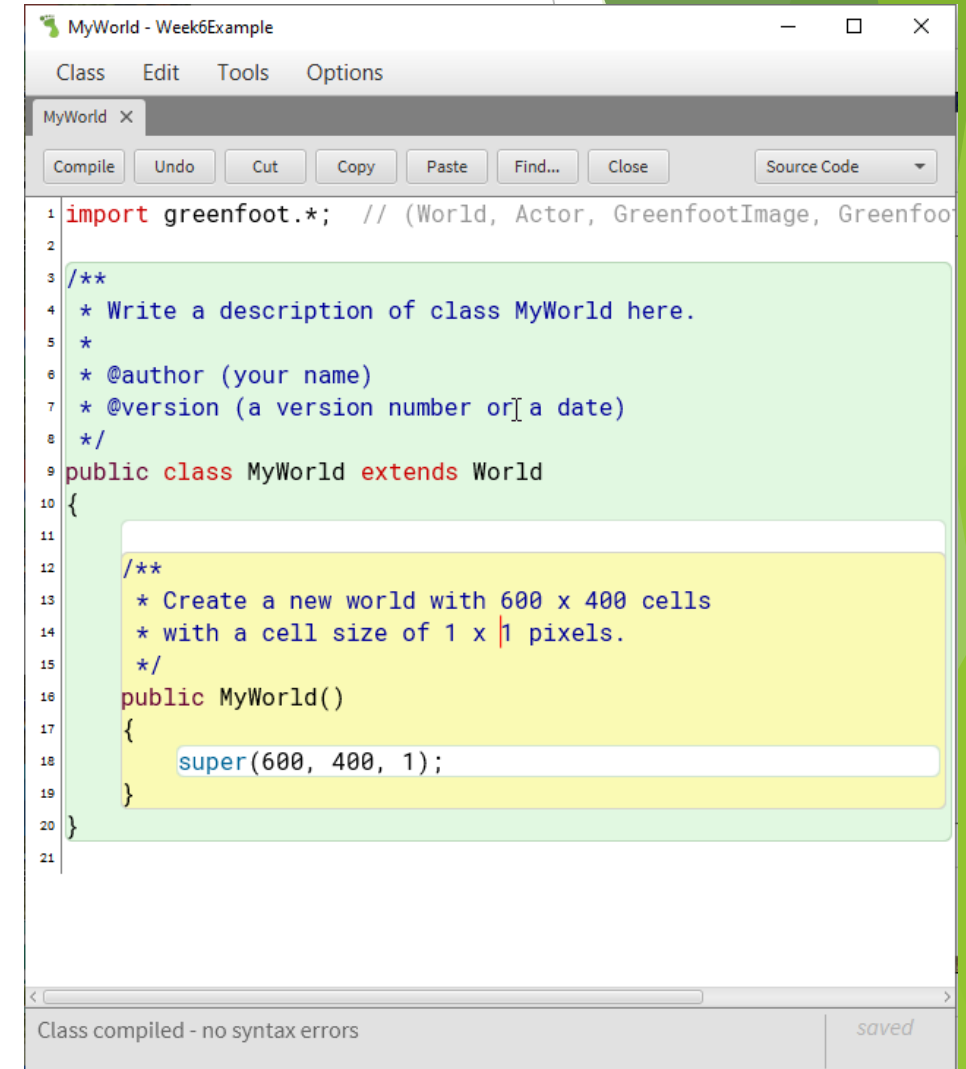 MyWorld - Week6Example
Class Edit Tools Options
MyWorld
Compile Undo Cut Copy Paste Find... Close Source Code
1 import greenfoot.*;  // (World, Actor, GreenfootImage, Greenfoo
2
3 /**
4  * Write a description of class MyWorld here.
5  *
6  * @author (your name)
7  * @version (a version number or a date)
8  */
9 public class MyWorld extends World
10 {
11
12     /**
13      * Create a new world with 600 x 400 cells
14      * with a cell size of 1 x 1 pixels.
15      */
16     public MyWorld()
17     {
18         super(600, 400, 1);
19     }
20 }
21
Class compiled - no syntax errors
saved